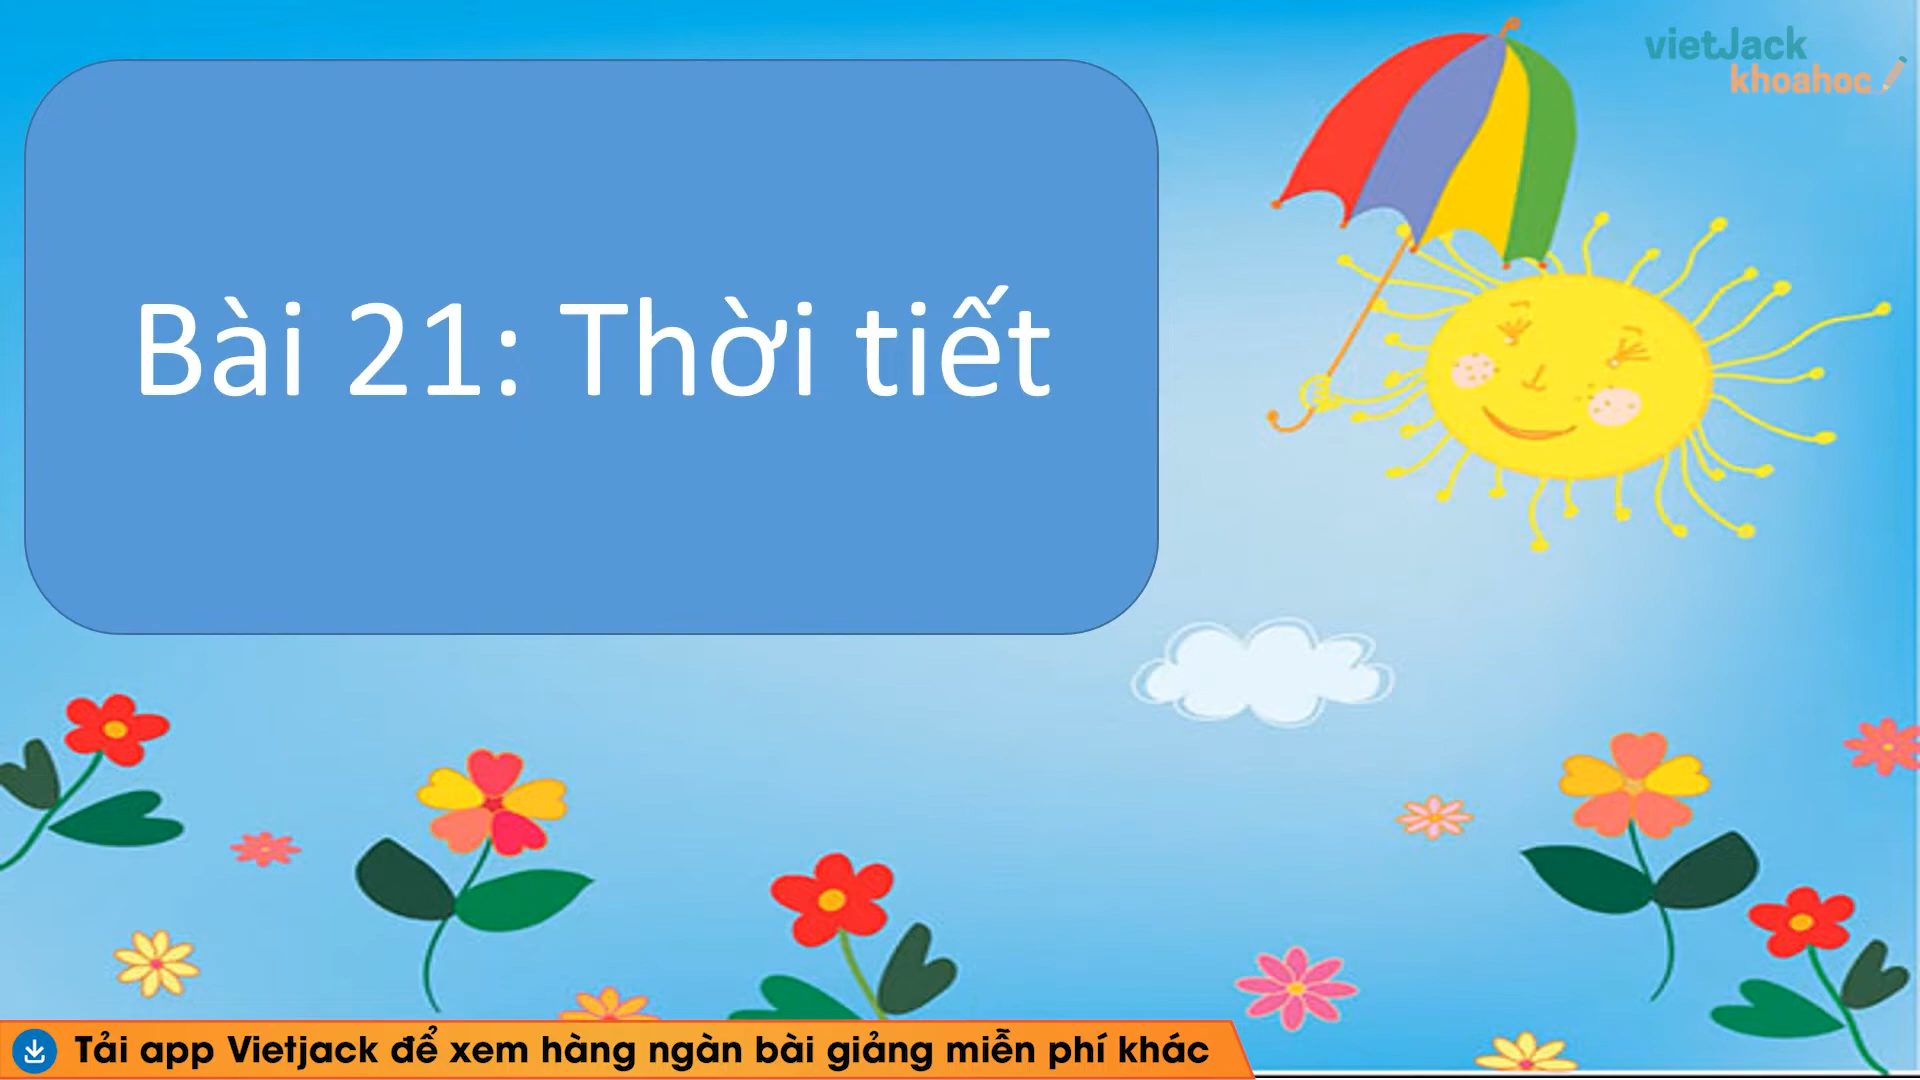 vietJack
khoahoc
Bài 21: Thời tiết
Tải app Vietjack để xem hàng ngàn bài giảng miễn phí khác